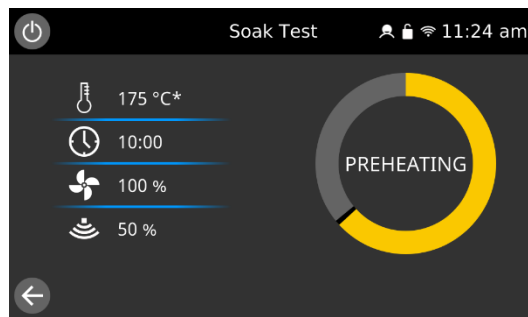 Soak Test 11:24 am
175 °C*
10:00
100 %
50 %
PREHEATING